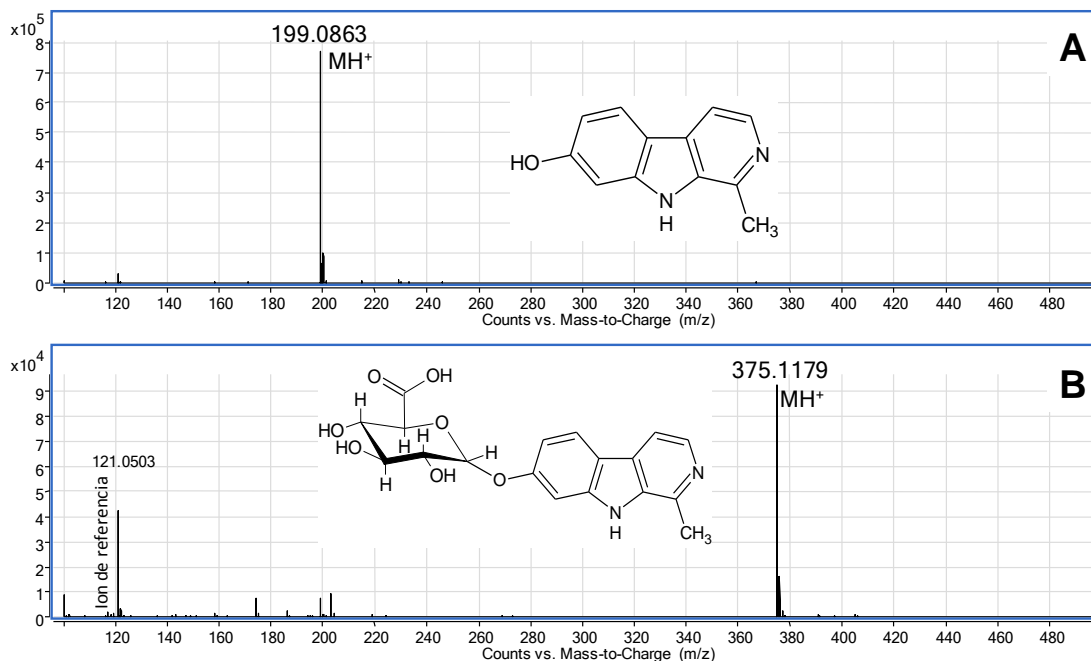 x10⁵
199.0863
MH⁺
A
8
7
6
5
4
3
2
1
0
HO
N
N
H
CH₃
120 140 160 180 200 220 240 260 280 300 320 340 360 380 400 420 440 460 480
Counts vs. Mass-to-Charge (m/z)
x10⁴
375.1179
MH⁺
B
9
8
7
6
5
4
3
2
1
0
121.0503
Ion de referencia
O
OH
H
HO
O
HO
H
H
H
H
OH
O
N
N
H
CH₃
120 140 160 180 200 220 240 260 280 300 320 340 360 380 400 420 440 460 480
Counts vs. Mass-to-Charge (m/z)